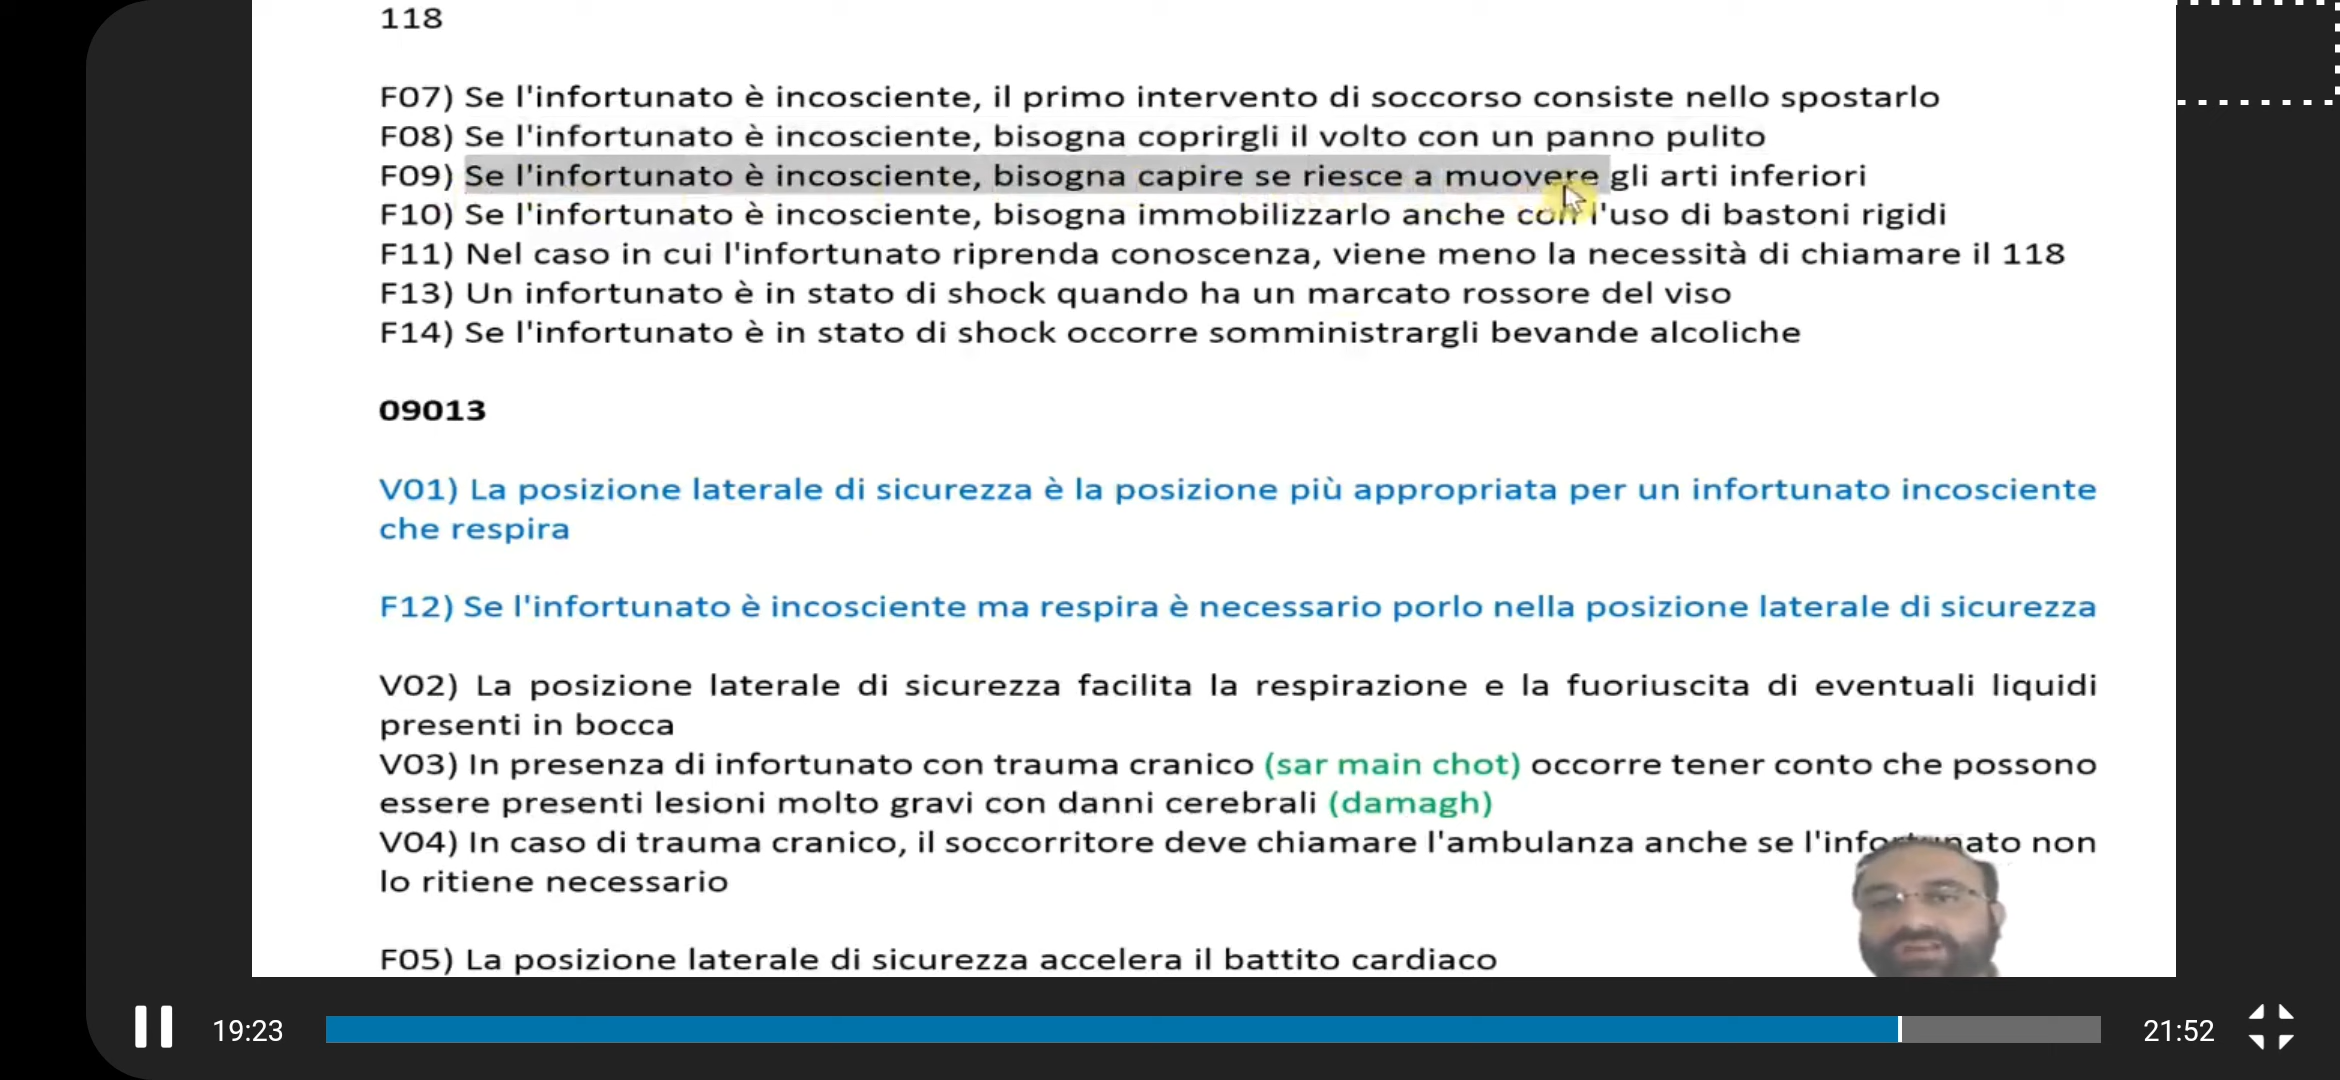 118
F07) Se l'infortunato è incosciente, il primo intervento di soccorso consiste nello spostarlo
F08) Se l'infortunato è incosciente, bisogna coprirgli il volto con un panno pulito
F09) Se l'infortunato è incosciente, bisogna capire se riesce a muovere gli arti inferiori
F10) Se l'infortunato è incosciente, bisogna immobilizzarlo anche con l'uso di bastoni rigidi
F11) Nel caso in cui l'infortunato riprenda conoscenza, viene meno la necessità di chiamare il 118
F13) Un infortunato è in stato di shock quando ha un marcato rossore del viso
F14) Se l'infortunato è in stato di shock occorre somministrargli bevande alcoliche
09013
V01) La posizione laterale di sicurezza è la posizione più appropriata per un infortunato incosciente
che respira
F12) Se l'infortunato è incosciente ma respira è necessario porlo nella posizione laterale di sicurezza
V02) La posizione laterale di sicurezza facilita la respirazione e la fuoriuscita di eventuali liquidi
presenti in bocca
V03) In presenza di infortunato con trauma cranico (sar main chot) occorre tener conto che possono
essere presenti lesioni molto gravi con danni cerebrali (damagh)
V04) In caso di trauma cranico, il soccorritore deve chiamare l'ambulanza anche se l'infortunato non
lo ritiene necessario
F05) La posizione laterale di sicurezza accelera il battito cardiaco
19:23
21:52